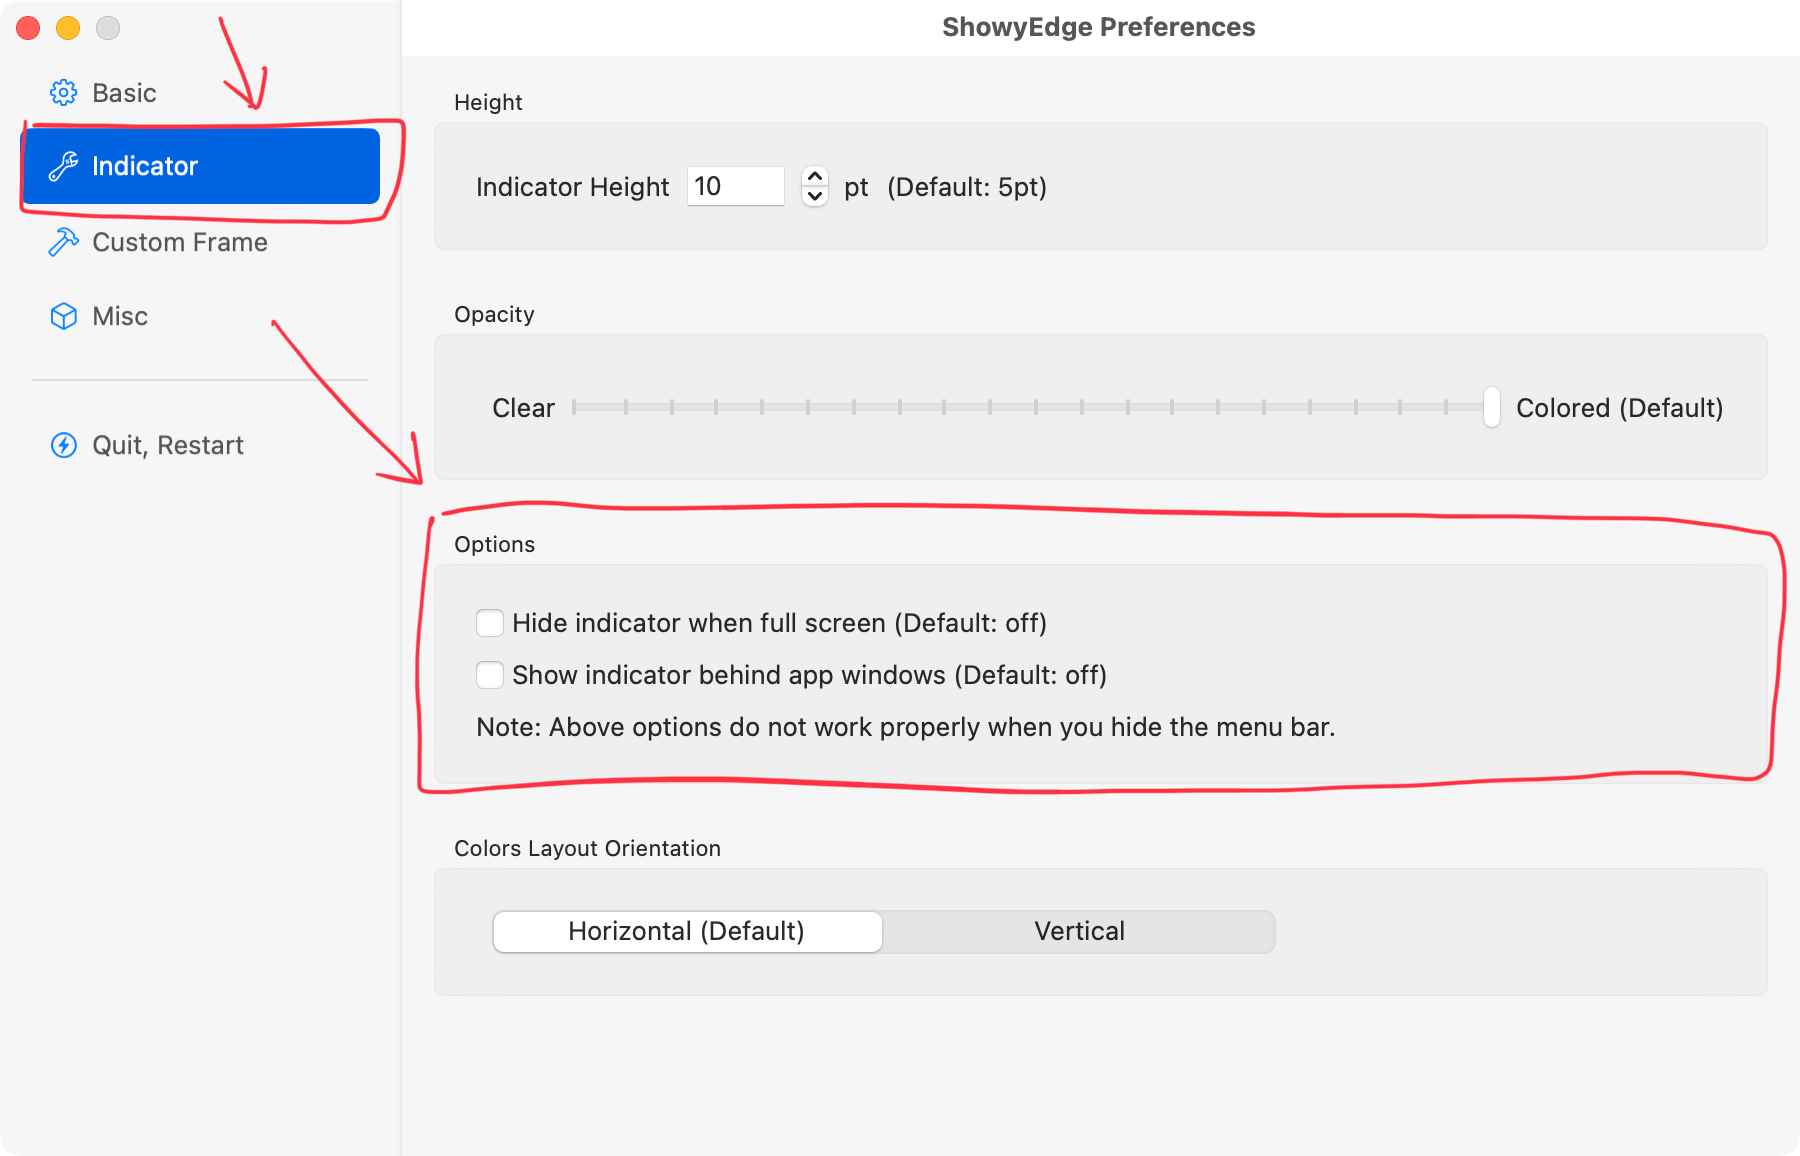 ShowyEdge Preferences
Basic
Indicator
Custom Frame
Misc
Quit, Restart
Height
Indicator Height 10 pt (Default: 5pt)
Opacity
Clear Colored (Default)
Options
Hide indicator when full screen (Default: off)
Show indicator behind app windows (Default: off)
Note: Above options do not work properly when you hide the menu bar.
Colors Layout Orientation
Horizontal (Default) Vertical